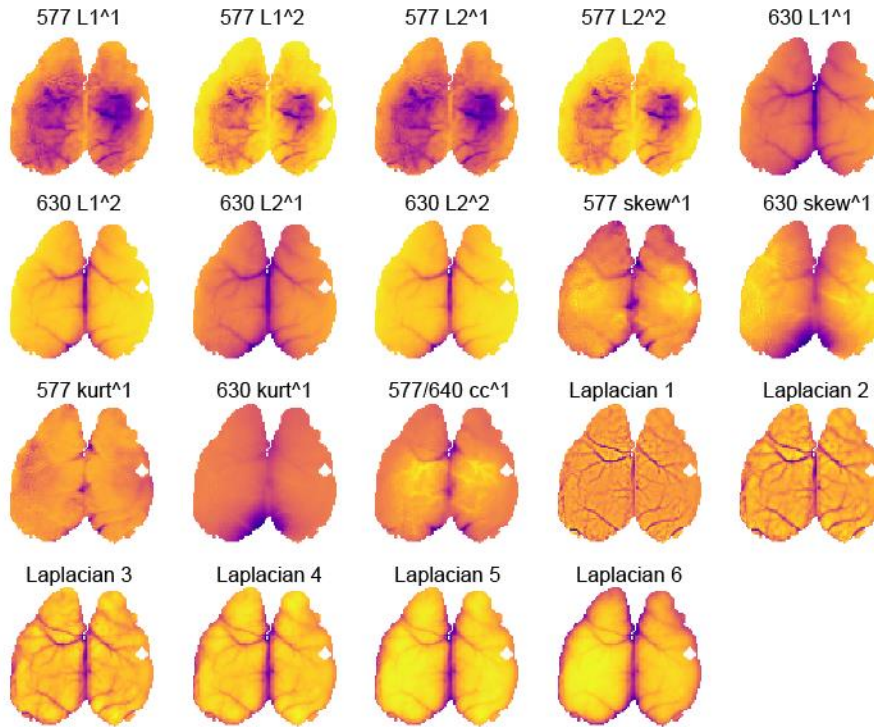 577 L1^1 577 L1^2 577 L2^1 577 L2^2 630 L1^1
630 L1^2 630 L2^1 630 L2^2 577 skew^1 630 skew^1
577 kurt^1 630 kurt^1 577/640 cc^1 Laplacian 1 Laplacian 2
Laplacian 3 Laplacian 4 Laplacian 5 Laplacian 6